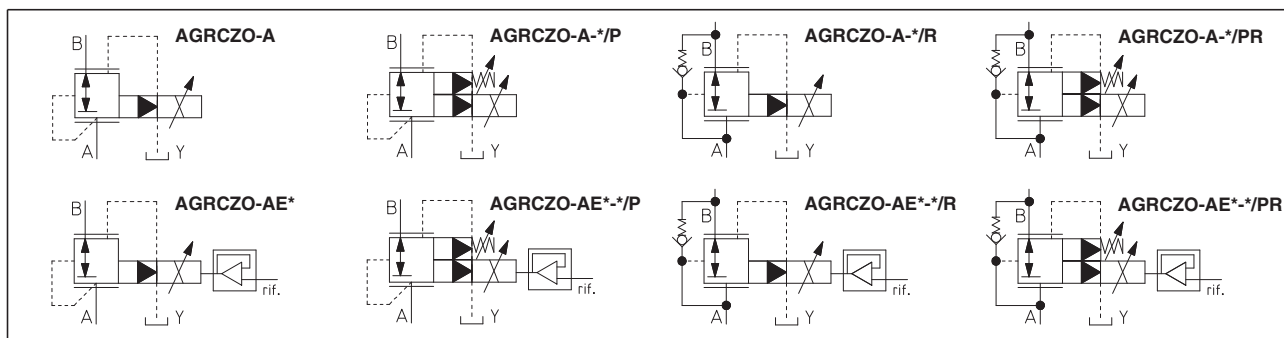 AGRCZO-A
B
A
Y
AGRCZO-A-*/P
B
A
Y
AGRCZO-A-*/R
B
A
Y
AGRCZO-A-*/PR
B
A
Y
AGRCZO-AE*
B
A
Y
rif.
AGRCZO-AE*-*/P
B
A
Y
rif.
AGRCZO-AE*-*/R
B
A
Y
rif.
AGRCZO-AE*-*/PR
B
A
Y
rif.